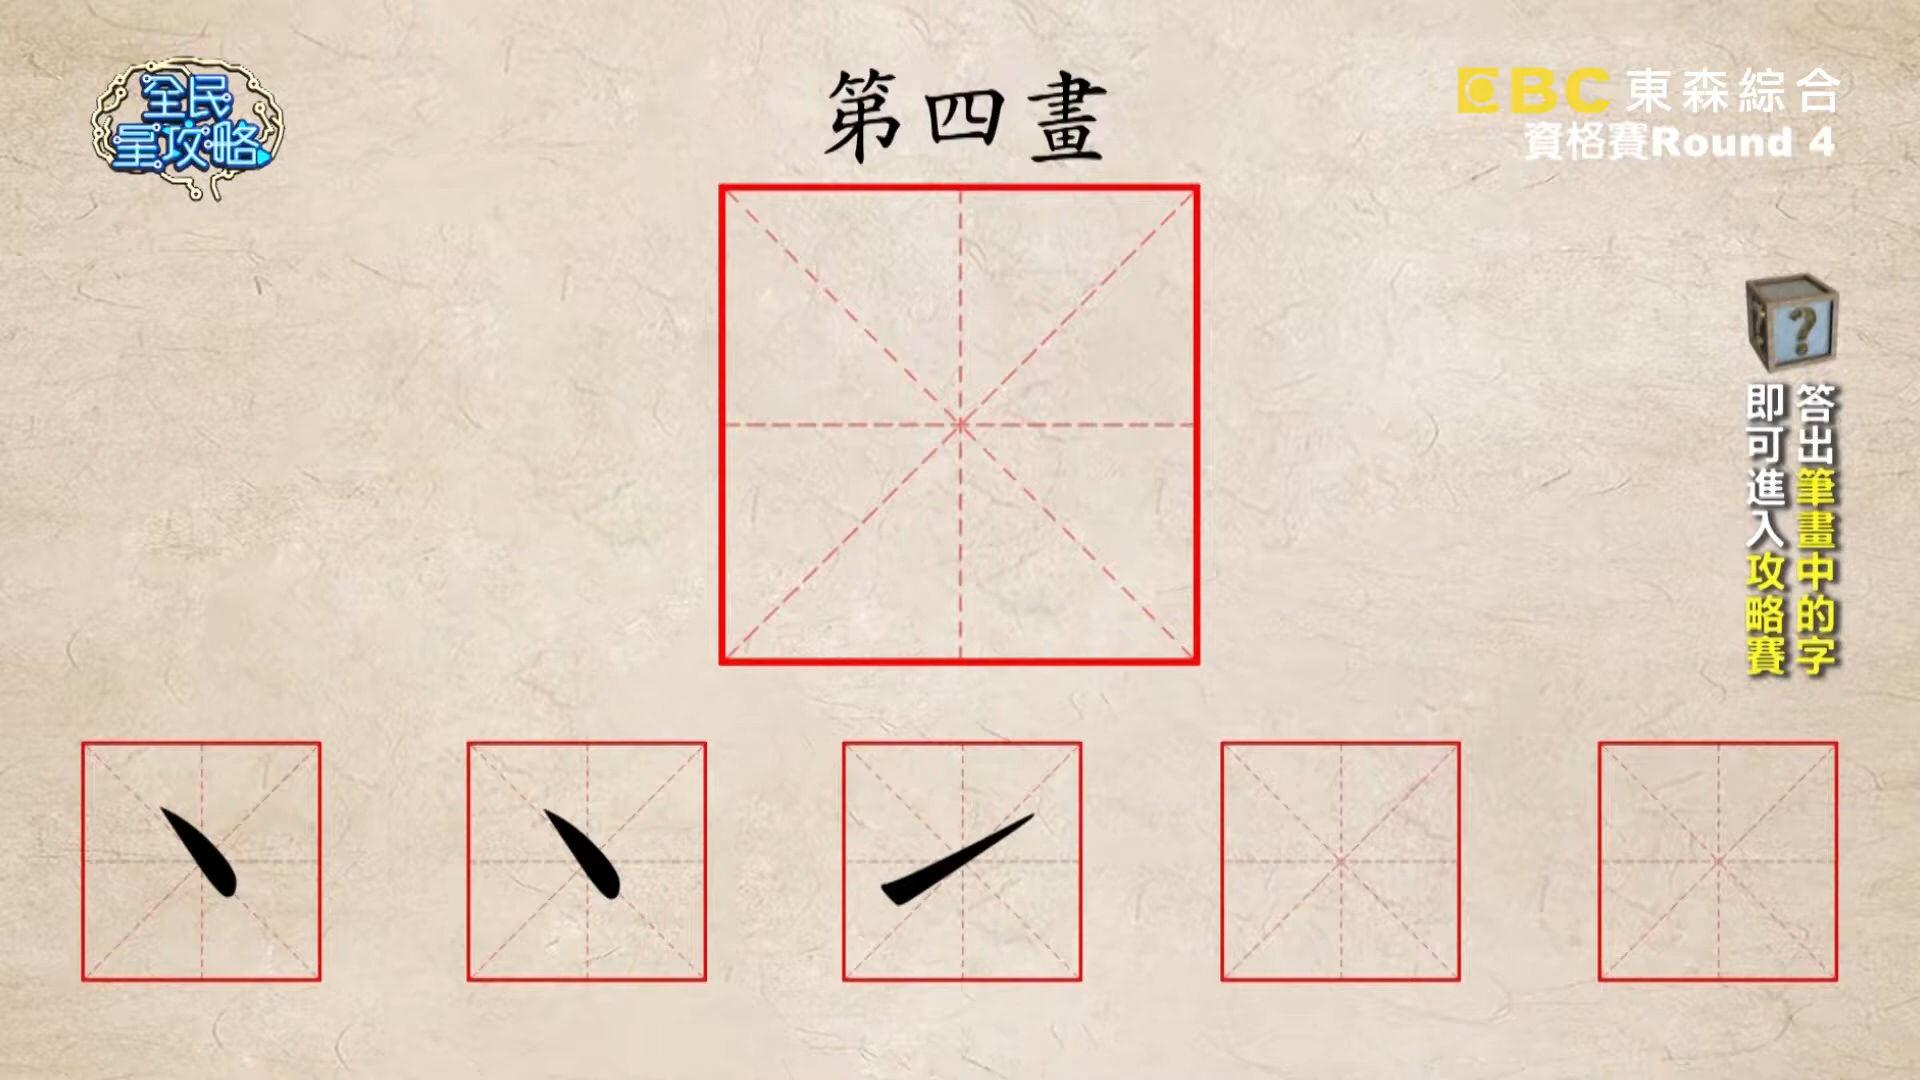 全民
星攻略
第四畫
EBC 東森綜合
資格賽Round 4
?
答出筆畫中的字
即可進入攻略賽